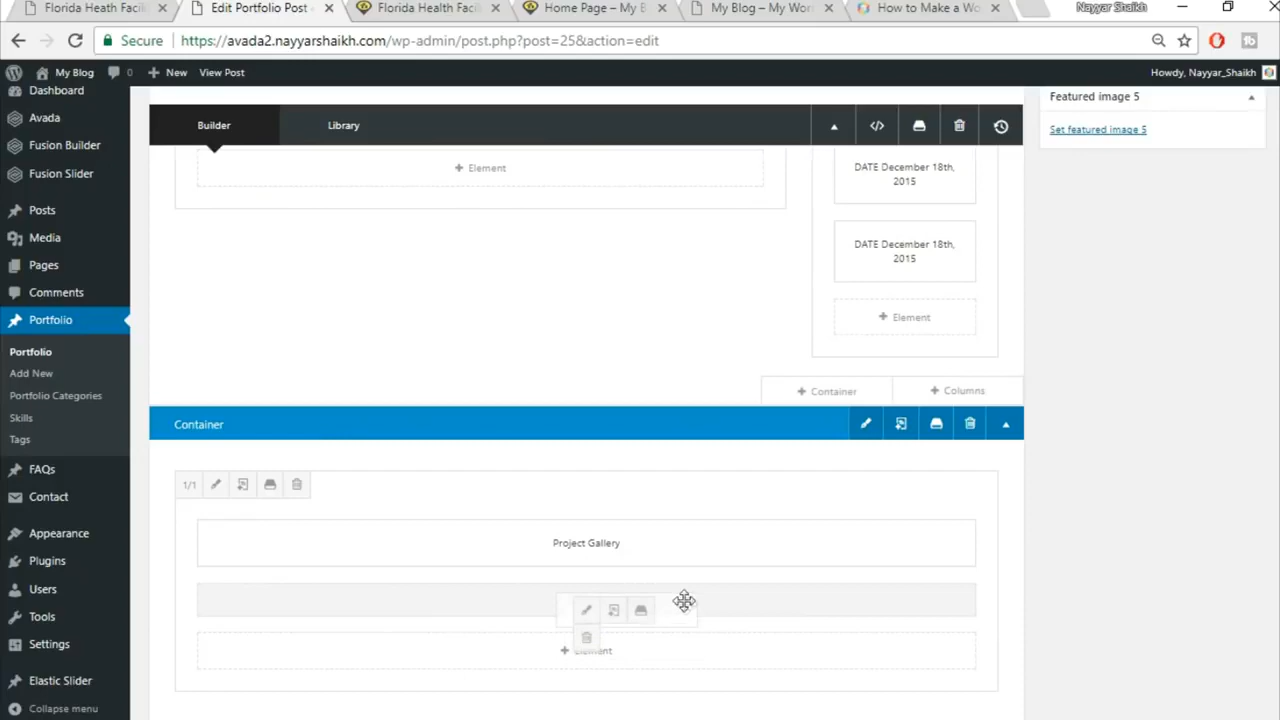 Florida Heath Facili
Edit Portfolio Post -
Florida Health Facili
Home Page – My B
My Blog – My Wor
How to Make a Wo
Nayyar Shaikh
Secure
https://avada2.nayyarshaikh.com/wp-admin/post.php?post=25&action=edit
My Blog
0
New
View Post
Howdy, Nayyar_Shaikh
Dashboard
Avada
Fusion Builder
Fusion Slider
Posts
Media
Pages
Comments
Portfolio
Portfolio
Add New
Portfolio Categories
Skills
Tags
FAQs
Contact
Appearance
Plugins
Users
Tools
Settings
Elastic Slider
Collapse menu
Builder
Library
+ Element
DATE December 18th,
2015
DATE December 18th,
2015
+ Element
+ Container
+ Columns
Container
1/1
Project Gallery
+ Element
Featured image 5
Set featured image 5